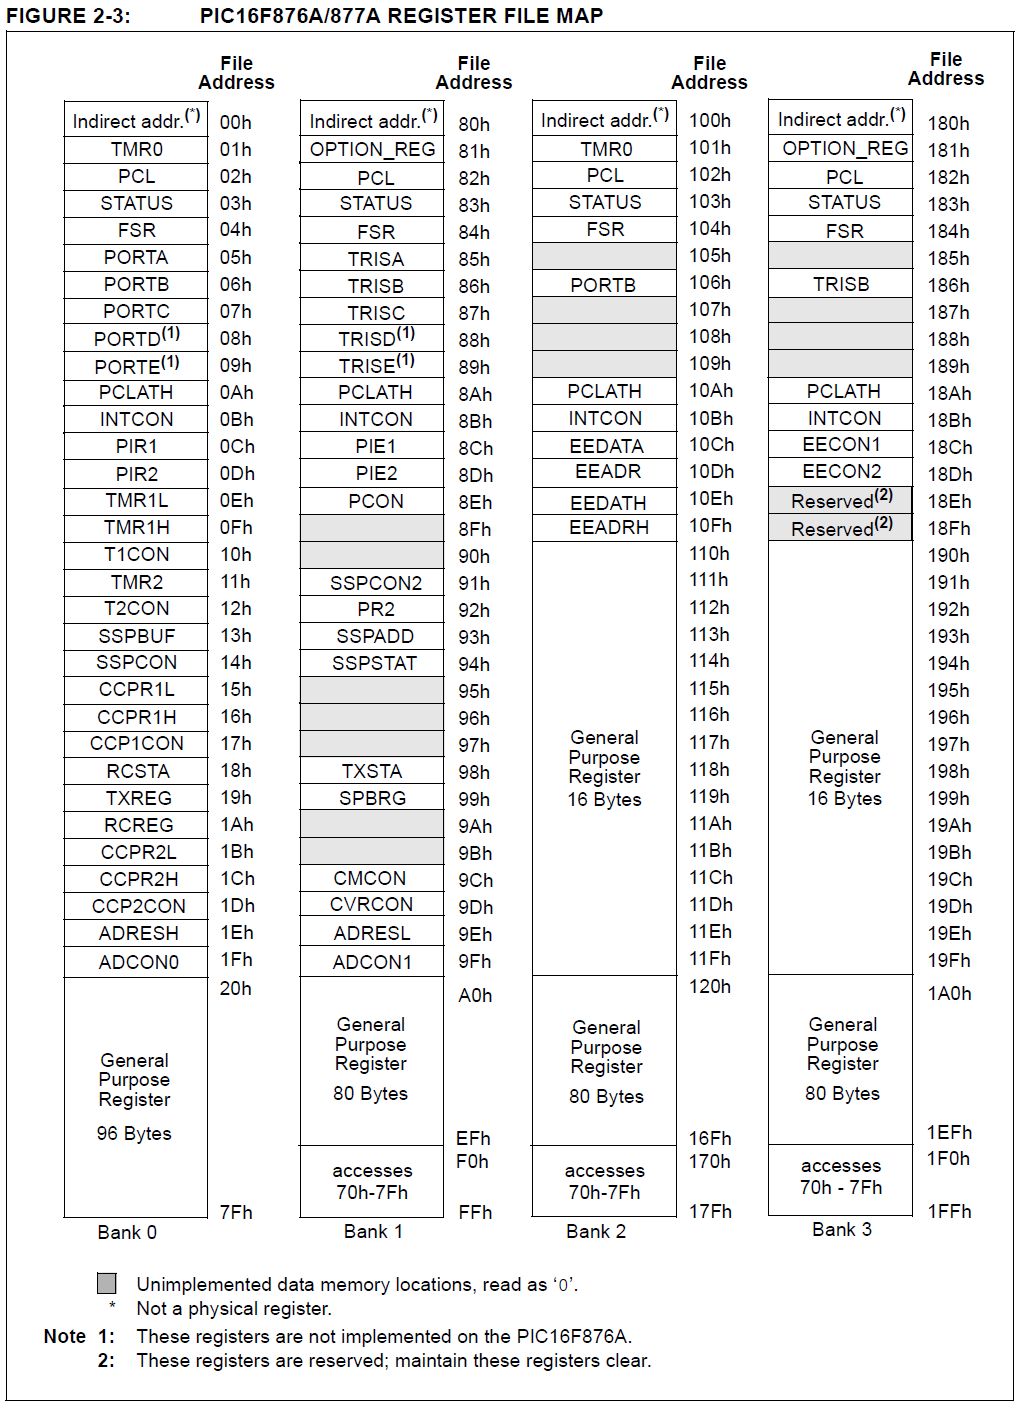 FIGURE 2-3: PIC16F876A/877A REGISTER FILE MAP
File Address File Address File Address File Address
Indirect addr.(*) 00h Indirect addr.(*) 80h Indirect addr.(*) 100h Indirect addr.(*) 180h
TMR0 01h OPTION_REG 81h TMR0 101h OPTION_REG 181h
PCL 02h PCL 82h PCL 102h PCL 182h
STATUS 03h STATUS 83h STATUS 103h STATUS 183h
FSR 04h FSR 84h FSR 104h FSR 184h
PORTA 05h TRISA 85h 105h 185h
PORTB 06h TRISB 86h PORTB 106h TRISB 186h
PORTC 07h TRISC 87h 107h 187h
PORTD(1) 08h TRISD(1) 88h 108h 188h
PORTE(1) 09h TRISE(1) 89h 109h 189h
PCLATH 0Ah PCLATH 8Ah PCLATH 10Ah PCLATH 18Ah
INTCON 0Bh INTCON 8Bh INTCON 10Bh INTCON 18Bh
PIR1 0Ch PIE1 8Ch EEDATA 10Ch EECON1 18Ch
PIR2 0Dh PIE2 8Dh EEADR 10Dh EECON2 18Dh
TMR1L 0Eh PCON 8Eh EEDATH 10Eh Reserved(2) 18Eh
TMR1H 0Fh 8Fh EEADRH 10Fh Reserved(2) 18Fh
T1CON 10h 90h 110h 190h
TMR2 11h SSPCON2 91h 111h 191h
T2CON 12h PR2 92h 112h 192h
SSPBUF 13h SSPADD 93h 113h 193h
SSPCON 14h SSPSTAT 94h 114h 194h
CCPR1L 15h 95h 115h 195h
CCPR1H 16h 96h 116h 196h
CCP1CON 17h 97h General 117h General 197h
Purpose Purpose
RCSTA 18h TXSTA 98h Register 118h Register 198h
TXREG 19h SPBRG 99h 16 Bytes 119h 16 Bytes 199h
RCREG 1Ah 9Ah 11Ah 19Ah
CCPR2L 1Bh 9Bh 11Bh 19Bh
CCPR2H 1Ch CMCON 9Ch 11Ch 19Ch
CCP2CON 1Dh CVRCON 9Dh 11Dh 19Dh
ADRESH 1Eh ADRESL 9Eh 11Eh 19Eh
ADCON0 1Fh ADCON1 9Fh 11Fh 19Fh
20h A0h 120h 1A0h
General General General
Purpose Purpose Purpose
General Register Register Register
Purpose 80 Bytes 80 Bytes 80 Bytes
Register
96 Bytes EFh 16Fh 1EFh
F0h 170h 1F0h
accesses accesses accesses
70h-7Fh 70h-7Fh 70h - 7Fh
7Fh FFh 17Fh 1FFh
Bank 0 Bank 1 Bank 2 Bank 3
Unimplemented data memory locations, read as ‘0’.
* Not a physical register.
Note 1: These registers are not implemented on the PIC16F876A.
2: These registers are reserved; maintain these registers clear.